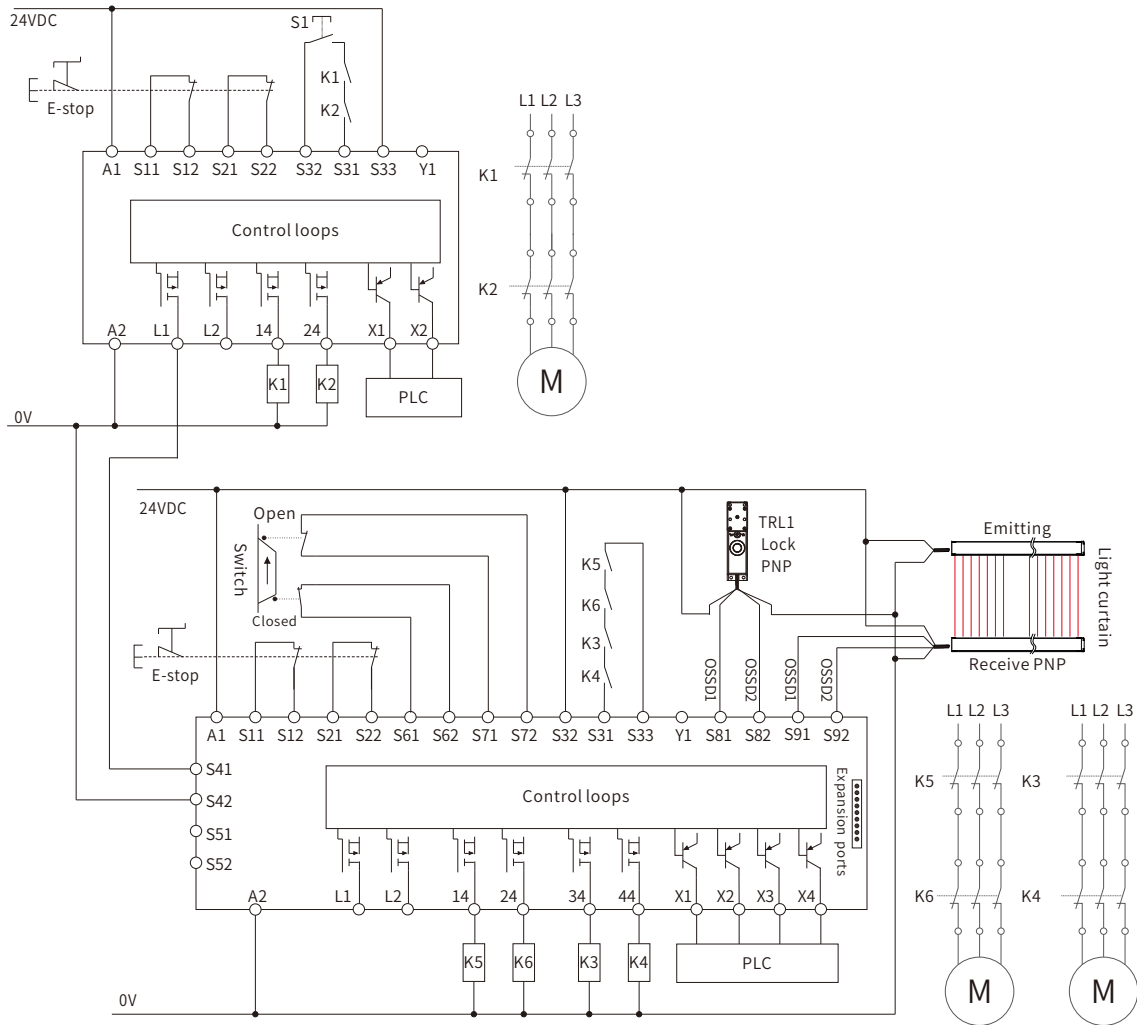 24VDC
S1
K1
K2
E-stop
A1 S11 S12 S21 S22 S32 S31 S33 Y1
Control loops
A2 L1 L2 14 24 X1 X2
K1 K2 PLC
0V
L1 L2 L3
K1
K2
M
24VDC
Open
Switch
Closed
E-stop
K5
K6
K3
K4
TRL1
Lock
PNP
OSSD1
OSSD2
OSSD1
OSSD2
Emitting
Light curtain
Receive PNP
A1 S11 S12 S21 S22 S61 S62 S71 S72 S32 S31 S33 Y1 S81 S82 S91 S92
S41
S42
S51
S52
Control loops
Expansion ports
A2 L1 L2 14 24 34 44 X1 X2 X3 X4
K5 K6 K3 K4 PLC
0V
L1 L2 L3
K5
K6
M
L1 L2 L3
K3
K4
M